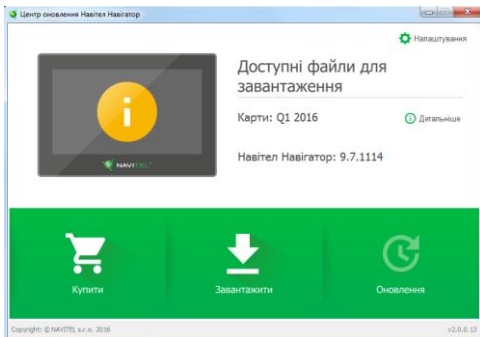 Центр оновлення Навітел Навігатор
Налаштування
Доступні файли для
завантаження
Карти: Q1 2016
Детальніше
Навітел Навігатор: 9.7.1114
NAVITEL
Купити
Завантажити
Оновлення
Copyright: © NAVITEL s.r.o. 2016
v2.0.0.13